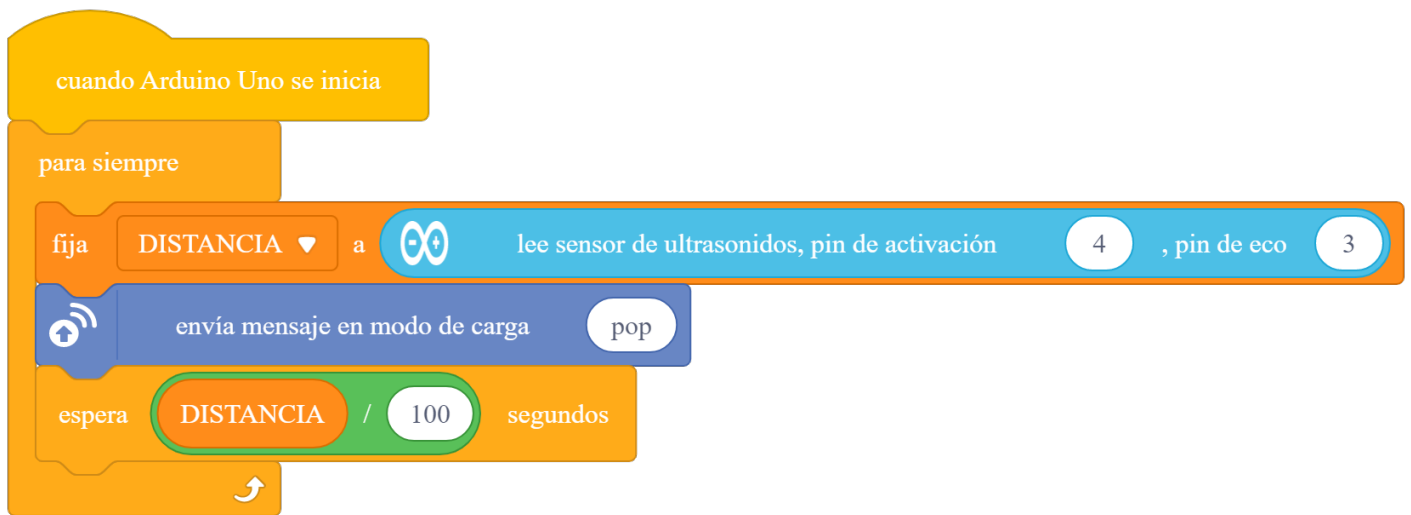 cuando Arduino Uno se inicia
para siempre
fija DISTANCIA a lee sensor de ultrasonidos, pin de activación 4 , pin de eco 3
envía mensaje en modo de carga pop
espera DISTANCIA / 100 segundos